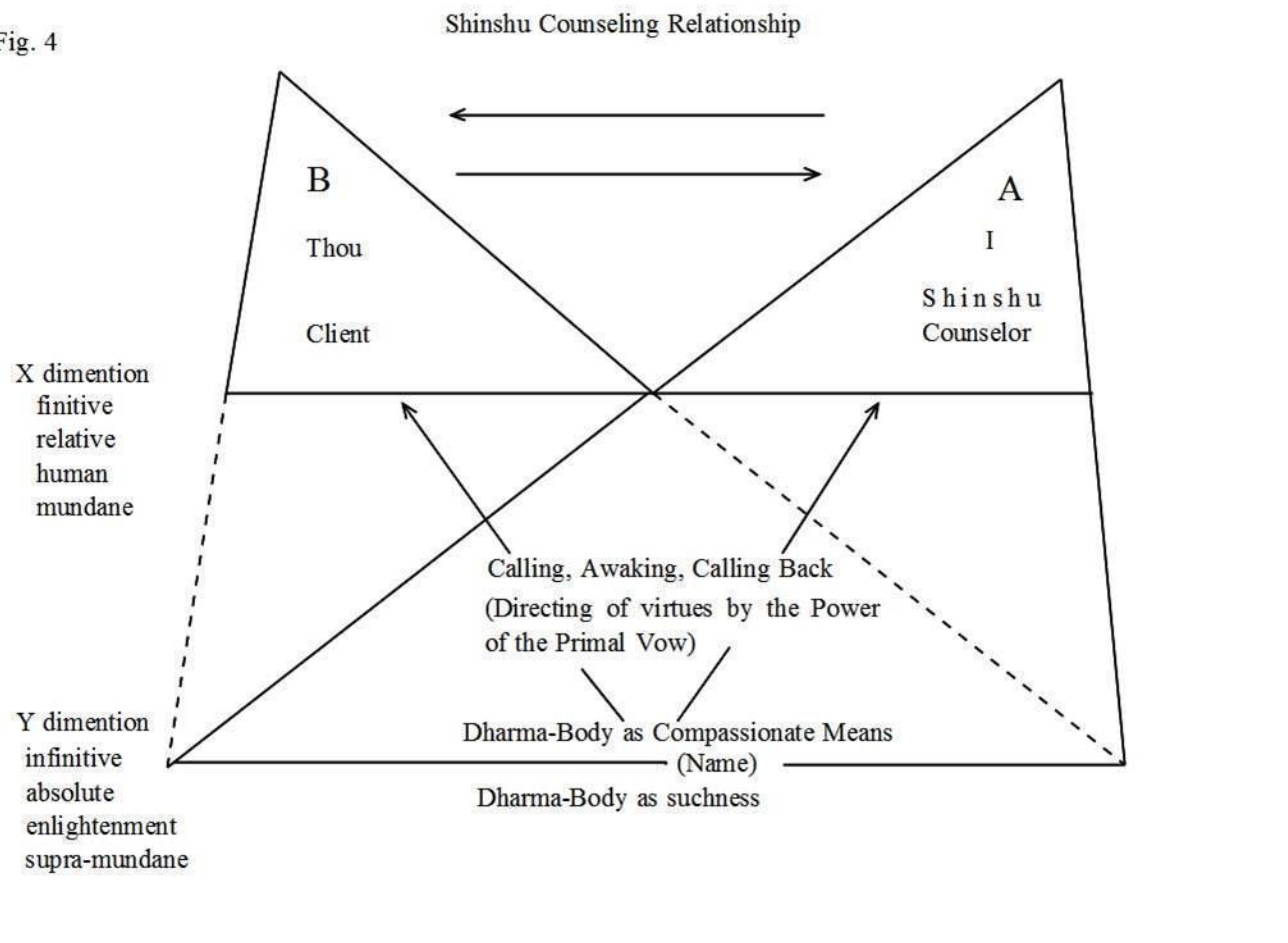 Shinshu Counseling Relationship
Fig. 4
B
Thou
Client
A
I
Shinshu
Counselor
X dimention
finitive
relative
human
mundane
Calling, Awaking, Calling Back
(Directing of virtues by the Power
of the Primal Vow)
Y dimention
infinitive
absolute
enlightenment
supra-mundane
Dharma-Body as Compassionate Means
(Name)
Dharma-Body as suchness